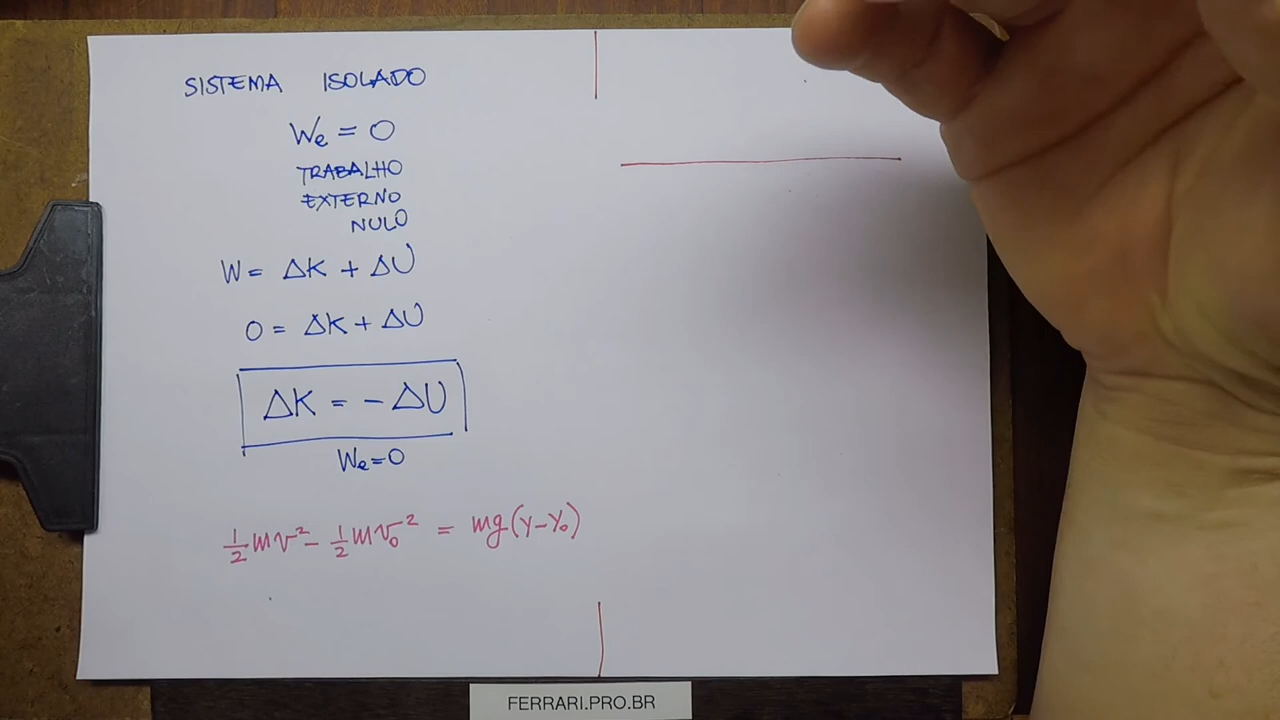 SISTEMA ISOLADO
We = 0
TRABALHO
EXTERNO
NULO
W = ΔK + ΔU
0 = ΔK + ΔU
ΔK = - ΔU
We=0
½mv² - ½mv₀² = mg(y-y₀)
FERRARI.PRO.BR